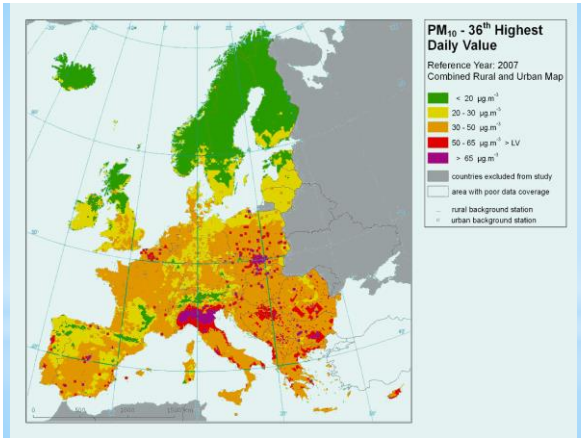 PM₁₀ - 36ᵗʰ Highest
Daily Value
Reference Year: 2007
Combined Rural and Urban Map
< 20 µg.m⁻³
20 - 30 µg.m⁻³
30 - 50 µg.m⁻³
50 - 65 µg.m⁻³ > LV
> 65 µg.m⁻³
countries excluded from study
area with poor data coverage
rural background station
urban background station